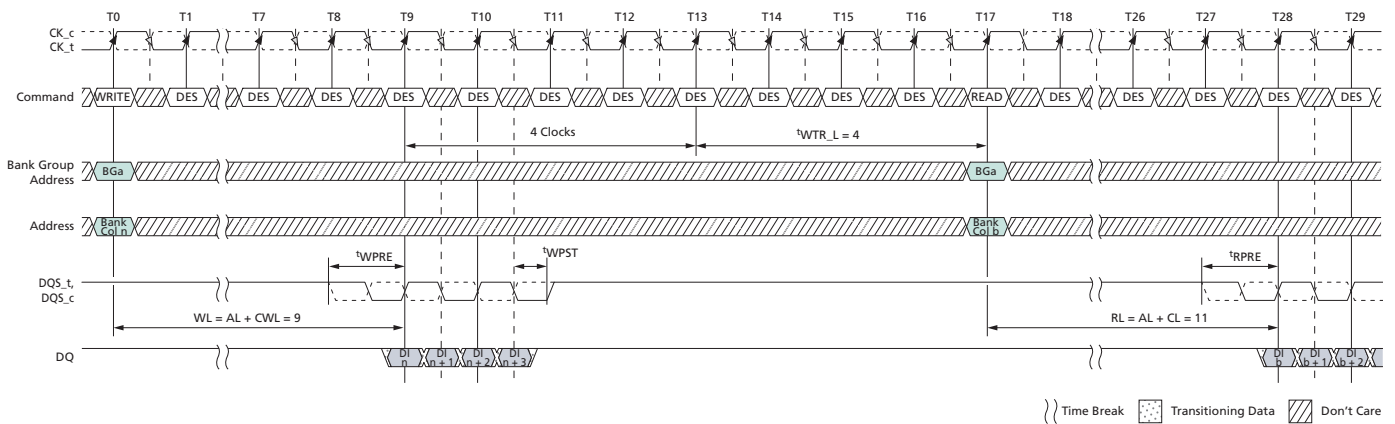 T0 T1 T7 T8 T9 T10 T11 T12 T13 T14 T15 T16 T17 T18 T26 T27 T28 T29
CK_c
CK_t
Command WRITE DES DES DES DES DES DES DES DES DES DES DES READ DES DES DES DES DES
4 Clocks tWTR_L = 4
Bank Group
Address BGa BGa
Address Bank
Col n Bank
Col b
tWPRE tWPST tRPRE
DQS_t,
DQS_c
WL = AL + CWL = 9 RL = AL + CL = 11
DQ DI
n DI
n + 1 DI
n + 2 DI
n + 3 DI
b DI
b + 1 DI
b + 2
Time Break Transitioning Data Don't Care